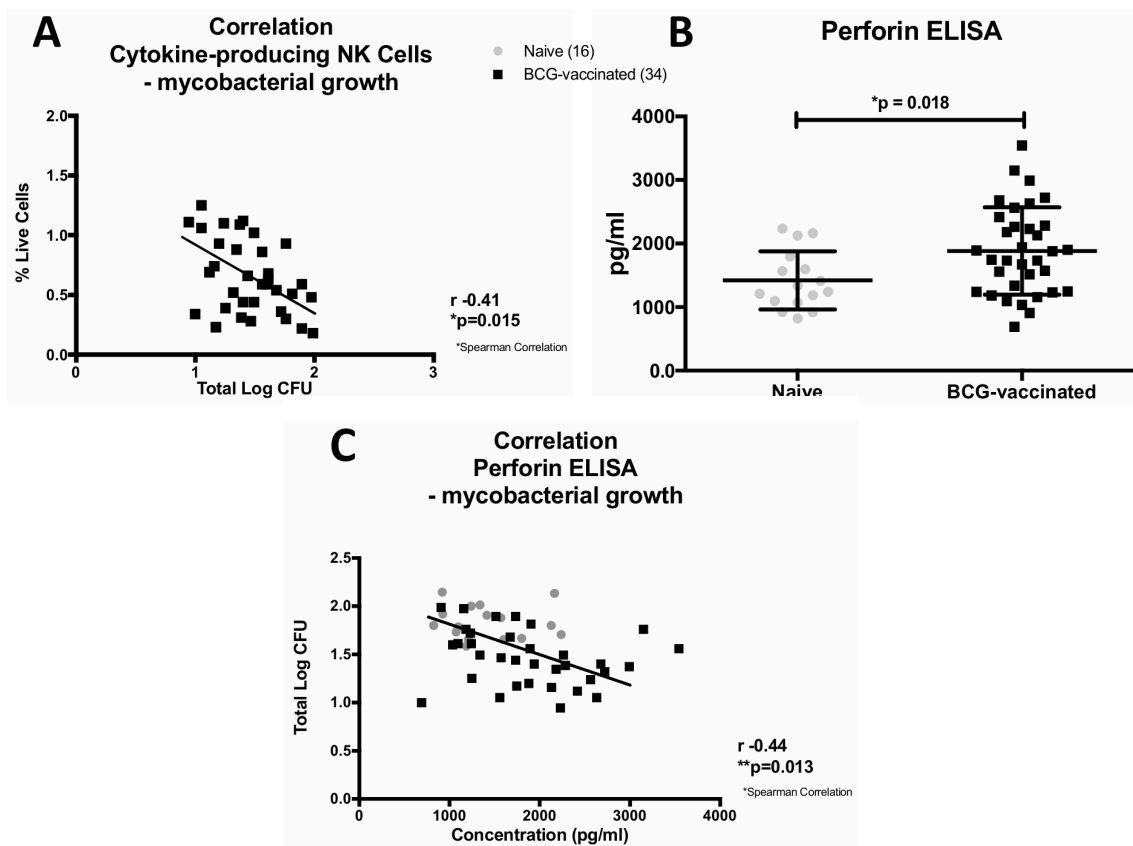 A
Correlation
Cytokine-producing NK Cells
- mycobacterial growth
Naive (16)
BCG-vaccinated (34)
2.0
1.5
1.0
0.5
0.0
% Live Cells
0
1
2
3
Total Log CFU
r -0.41
*p=0.015
*Spearman Correlation
B
Perforin ELISA
*p = 0.018
4000
3000
2000
1000
0.0
pg/ml
Naive
BCG-vaccinated
C
Correlation
Perforin ELISA
- mycobacterial growth
2.5
2.0
1.5
1.0
0.5
0.0
Total Log CFU
0
1000
2000
3000
4000
Concentration (pg/ml)
r -0.44
**p=0.013
*Spearman Correlation